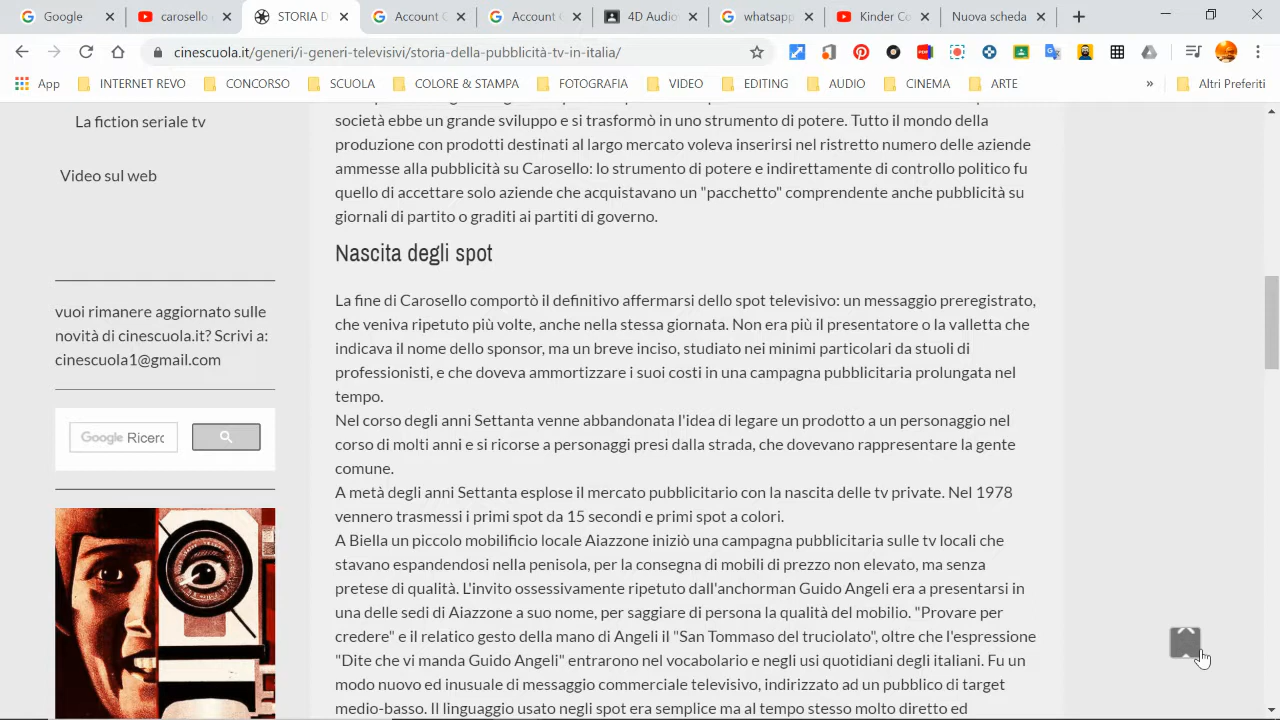 Google
carosello
STORIA D
Account G
Account
4D Audio
whatsapp
Kinder Co
Nuova scheda
cinescuola.it/generi/i-generi-televisivi/storia-della-pubblicità-tv-in-italia/
App
INTERNET REVO
CONCORSO
SCUOLA
COLORE & STAMPA
FOTOGRAFIA
VIDEO
EDITING
AUDIO
CINEMA
ARTE
»
Altri Preferiti
La fiction seriale tv
Video sul web
vuoi rimanere aggiornato sulle
novità di cinescuola.it? Scrivi a:
cinescuola1@gmail.com
Google Ricerc
società ebbe un grande sviluppo e si trasformò in uno strumento di potere. Tutto il mondo della
produzione con prodotti destinati al largo mercato voleva inserirsi nel ristretto numero delle aziende
ammesse alla pubblicità su Carosello: lo strumento di potere e indirettamente di controllo politico fu
quello di accettare solo aziende che acquistavano un "pacchetto" comprendente anche pubblicità su
giornali di partito o graditi ai partiti di governo.
Nascita degli spot
La fine di Carosello comportò il definitivo affermarsi dello spot televisivo: un messaggio preregistrato,
che veniva ripetuto più volte, anche nella stessa giornata. Non era più il presentatore o la valletta che
indicava il nome dello sponsor, ma un breve inciso, studiato nei minimi particolari da stuoli di
professionisti, e che doveva ammortizzare i suoi costi in una campagna pubblicitaria prolungata nel
tempo.
Nel corso degli anni Settanta venne abbandonata l'idea di legare un prodotto a un personaggio nel
corso di molti anni e si ricorse a personaggi presi dalla strada, che dovevano rappresentare la gente
comune.
A metà degli anni Settanta esplose il mercato pubblicitario con la nascita delle tv private. Nel 1978
vennero trasmessi i primi spot da 15 secondi e primi spot a colori.
A Biella un piccolo mobilificio locale Aiazzone iniziò una campagna pubblicitaria sulle tv locali che
stavano espandendosi nella penisola, per la consegna di mobili di prezzo non elevato, ma senza
pretese di qualità. L'invito ossessivamente ripetuto dall'anchorman Guido Angeli era a presentarsi in
una delle sedi di Aiazzone a suo nome, per saggiare di persona la qualità del mobilio. "Provare per
credere" e il relatico gesto della mano di Angeli il "San Tommaso del truciolato", oltre che l'espressione
"Dite che vi manda Guido Angeli" entrarono nel vocabolario e negli usi quotidiani degli italiani. Fu un
modo nuovo ed inusuale di messaggio commerciale televisivo, indirizzato ad un pubblico di target
medio-basso. Il linguaggio usato negli spot era semplice ma al tempo stesso molto diretto ed